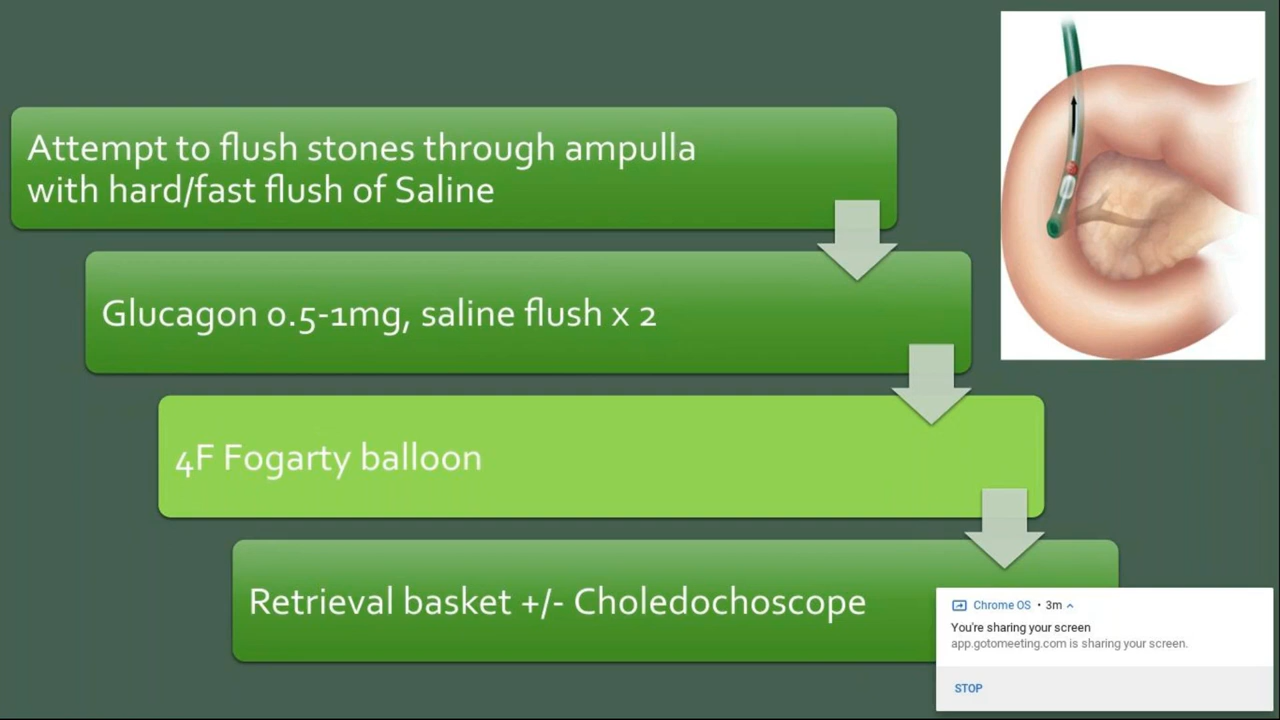 Attempt to flush stones through ampulla
with hard/fast flush of Saline
Glucagon 0.5-1mg, saline flush x 2
4F Fogarty balloon
Retrieval basket +/- Choledochoscope
Chrome OS • 3m
You're sharing your screen
app.gotomeeting.com is sharing your screen.
STOP